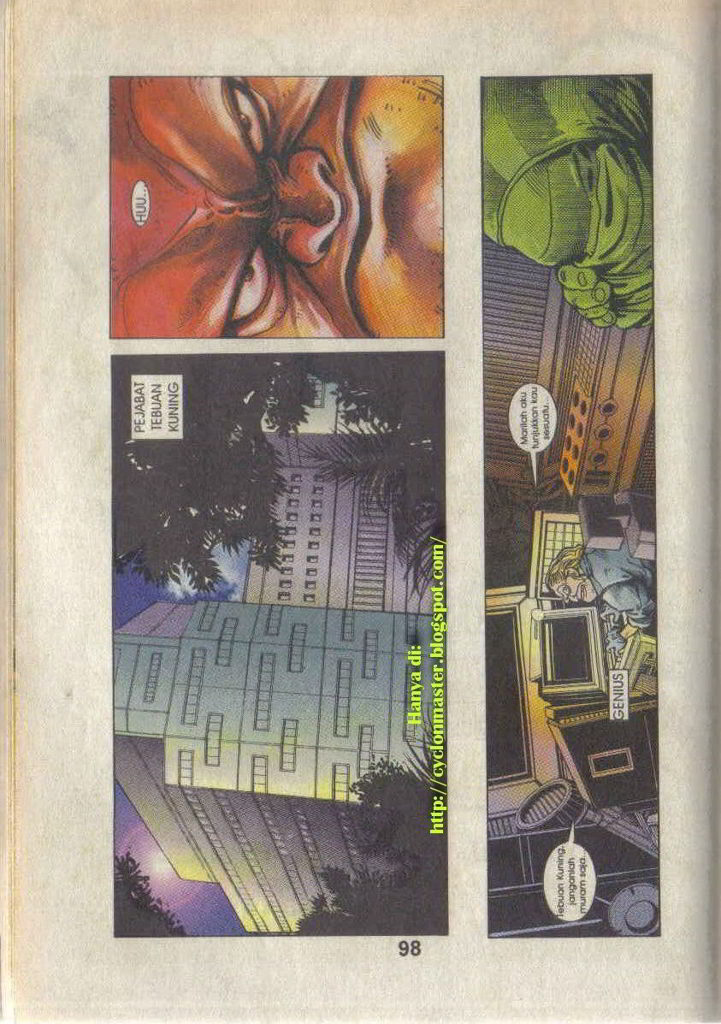 PEJABAT
TEBUAN
KUNING
HUU...
Hanya di:
http://cyclonmaster.blogspot.com/
Tebuan Kuning,
janganlah
muram saja.
GENIUS
Marilah aku
tunjukkan kau
sesuatu...
98